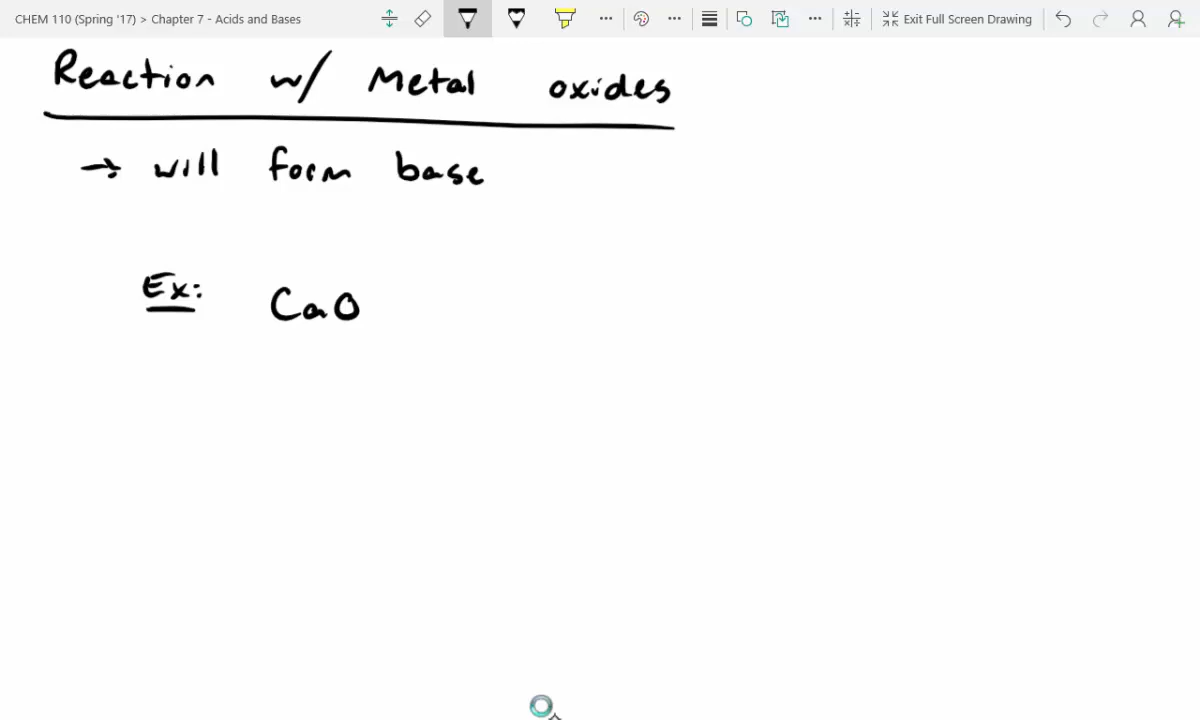 CHEM 110 (Spring '17) > Chapter 7 - Acids and Bases
Exit Full Screen Drawing
Reaction w/ Metal oxides
→ will form base
Ex: CaO